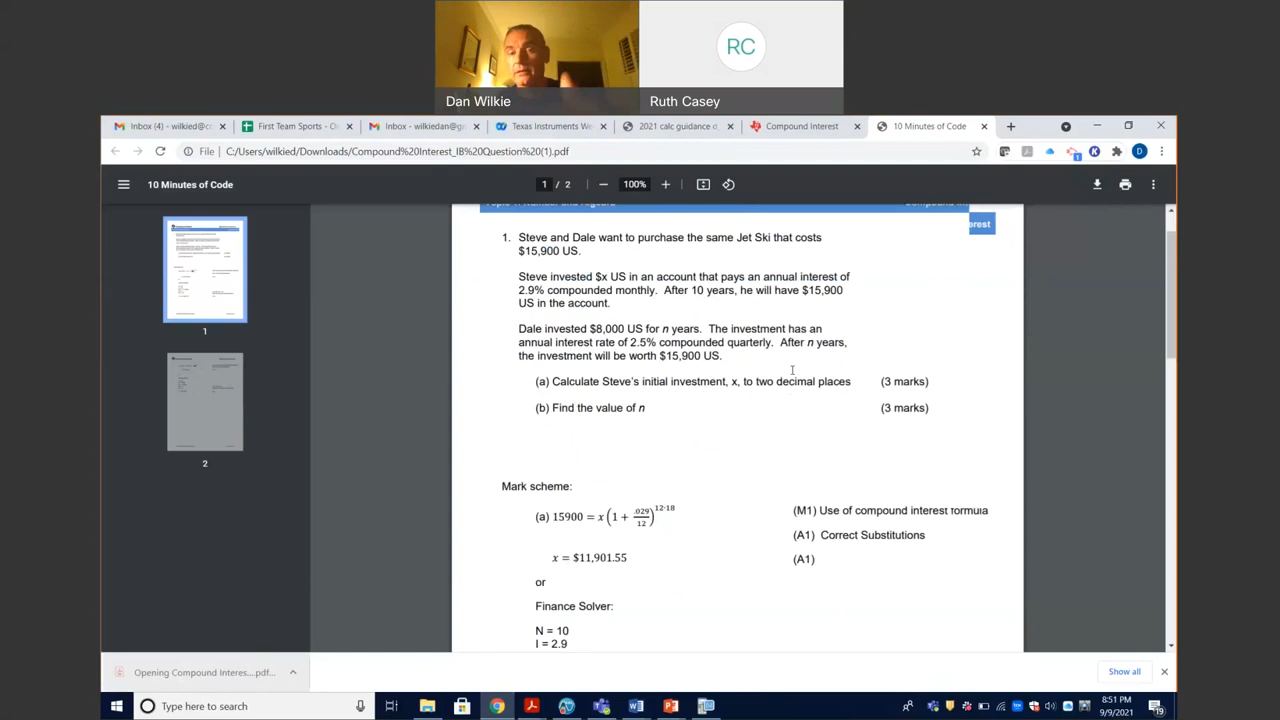 RC
Dan Wilkie
Ruth Casey
Inbox (4) - wilkied@c
First Team Sports - O
Inbox - wilkiedan@g
Texas Instruments We
2021 calc guidance d
Compound Interest
10 Minutes of Code
File
C:/Users/wilkied/Downloads/Compound%20Interest_IB%20Question%20(1).pdf
D
10 Minutes of Code
1 / 2
100%
1
2
erest
1. Steve and Dale want to purchase the same Jet Ski that costs
$15,900 US.
Steve invested $x US in an account that pays an annual interest of
2.9% compounded monthly. After 10 years, he will have $15,900
US in the account.
Dale invested $8,000 US for n years. The investment has an
annual interest rate of 2.5% compounded quarterly. After n years,
the investment will be worth $15,900 US.
(a) Calculate Steve's initial investment, x, to two decimal places (3 marks)
(b) Find the value of n (3 marks)
Mark scheme:
(a) 15900 = x(1 + .029/12)^12·18 (M1) Use of compound interest formula
(A1) Correct Substitutions
x = $11,901.55 (A1)
or
Finance Solver:
N = 10
I = 2.9
Opening Compound Interes....pdf
Show all
Type here to search
8:51 PM
9/9/2021
19